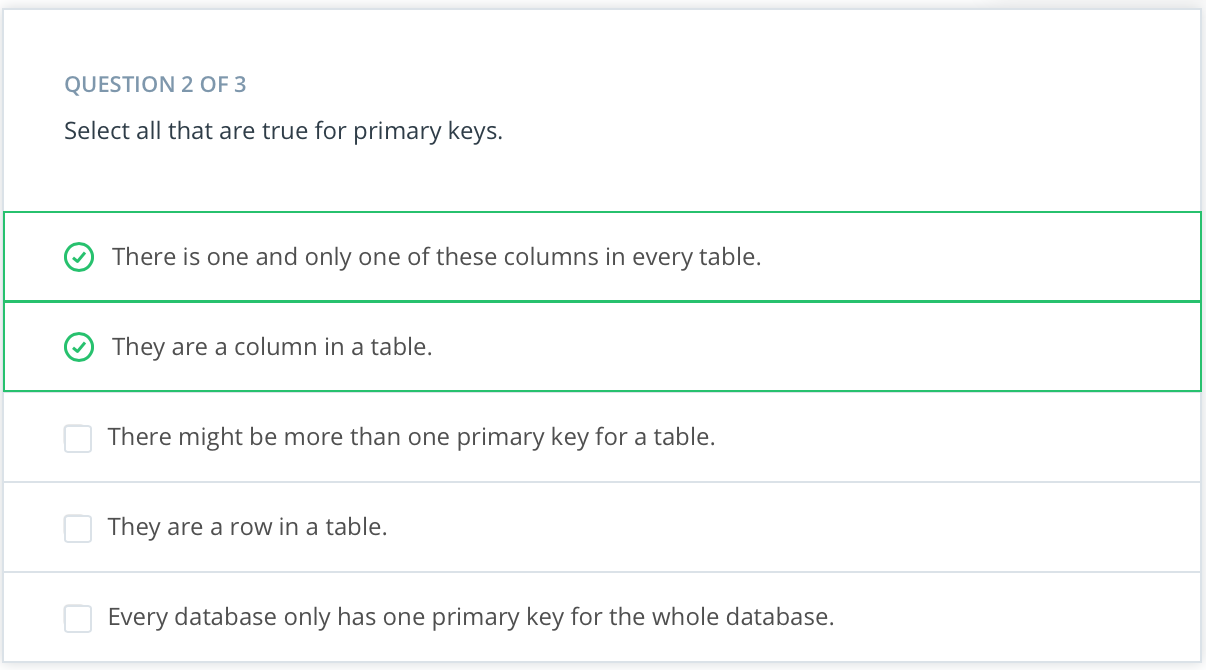 QUESTION 2 OF 3
Select all that are true for primary keys.
There is one and only one of these columns in every table.
They are a column in a table.
There might be more than one primary key for a table.
They are a row in a table.
Every database only has one primary key for the whole database.